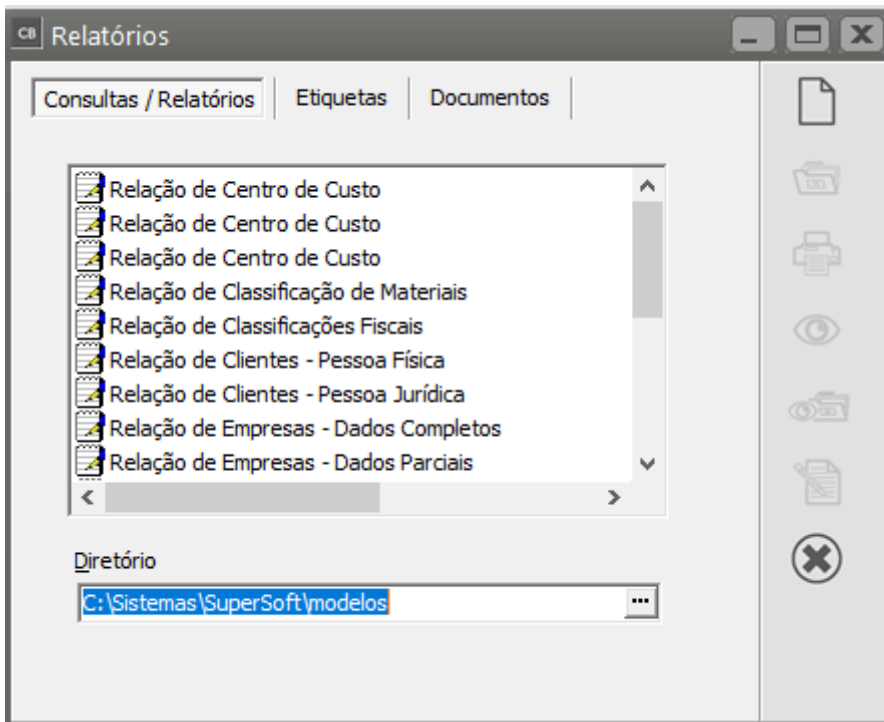 CB Relatórios
Consultas / Relatórios Etiquetas Documentos
Relação de Centro de Custo
Relação de Centro de Custo
Relação de Centro de Custo
Relação de Classificação de Materiais
Relação de Classificações Fiscais
Relação de Clientes - Pessoa Física
Relação de Clientes - Pessoa Jurídica
Relação de Empresas - Dados Completos
Relação de Empresas - Dados Parciais
Diretório
C:\Sistemas\SuperSoft\modelos ...